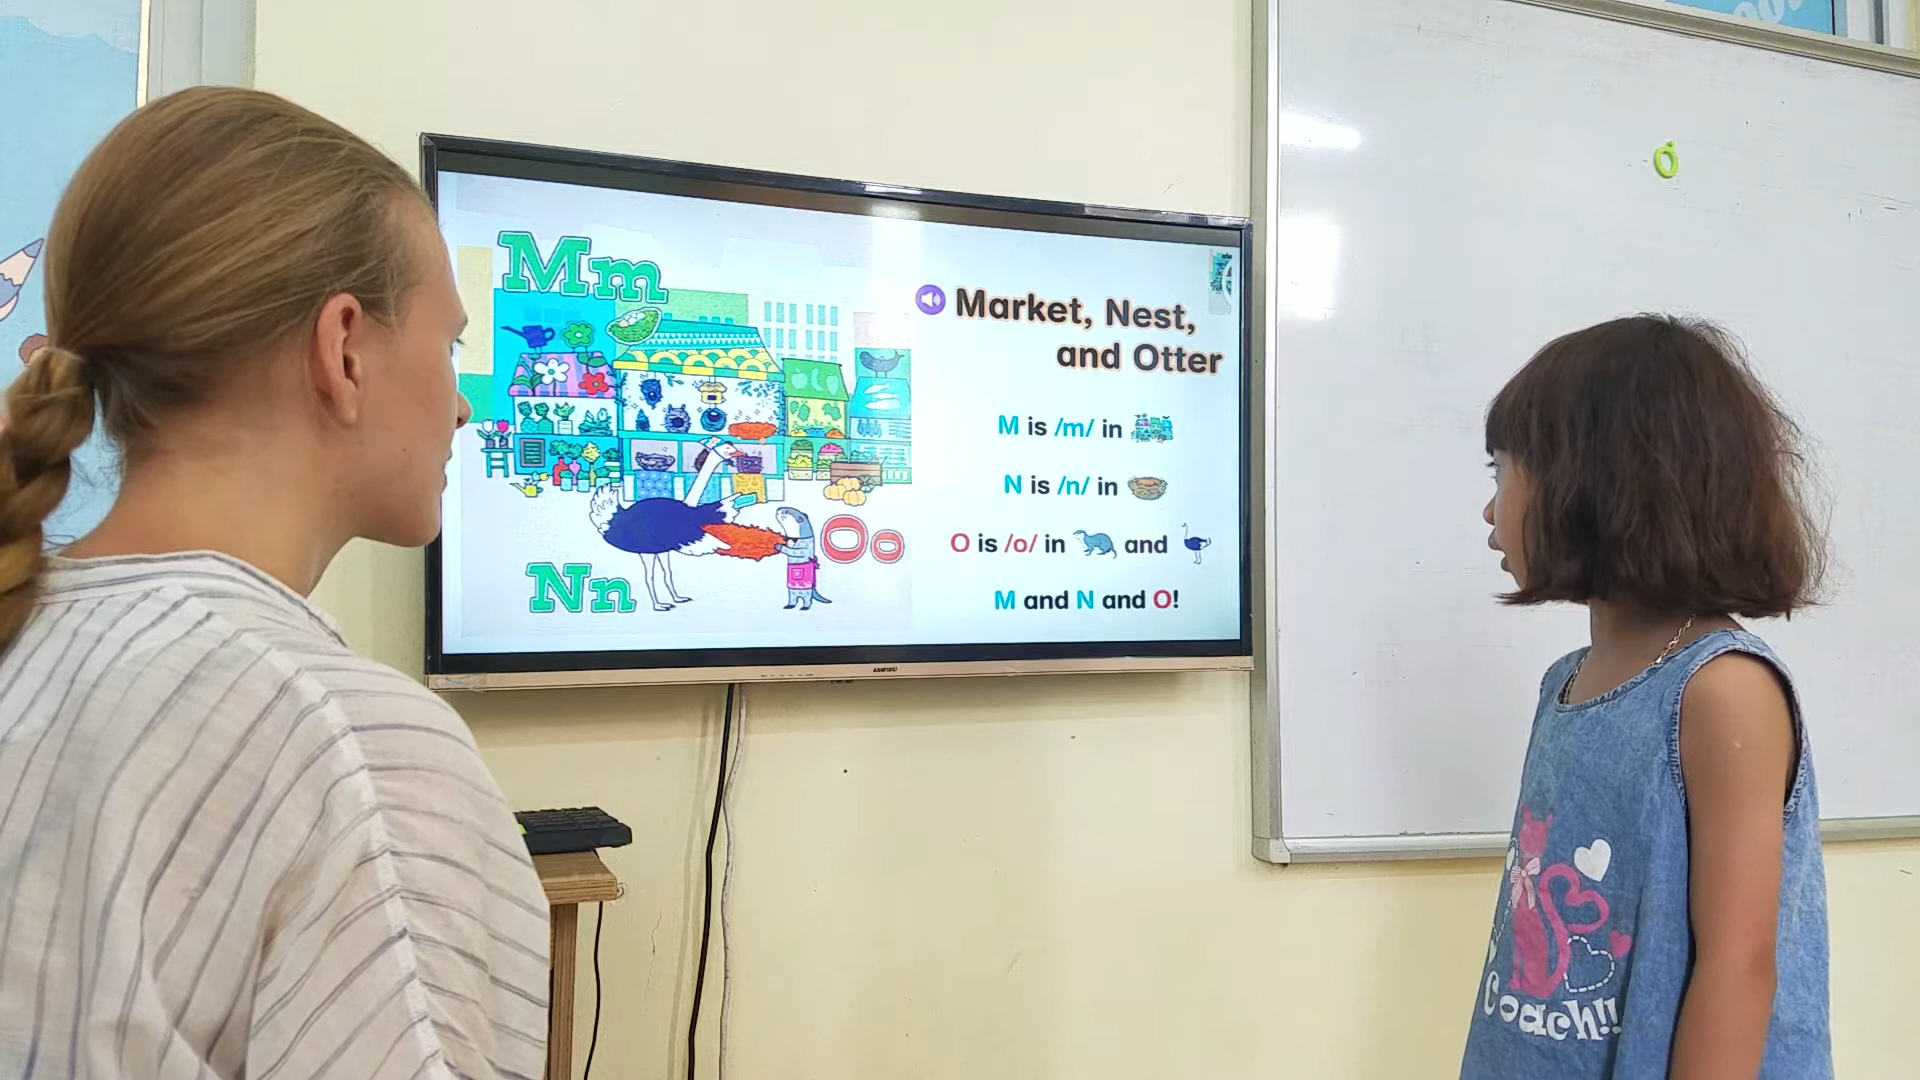 Mm
Market, Nest,
and Otter
M is /m/ in
N is /n/ in
O is /o/ in and
M and N and O!
Oo
Nn
Coach!!